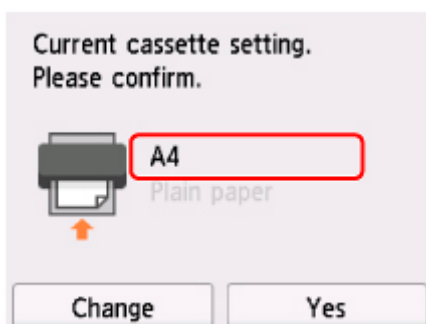 Current cassette setting.
Please confirm.
A4
Plain paper
Change
Yes